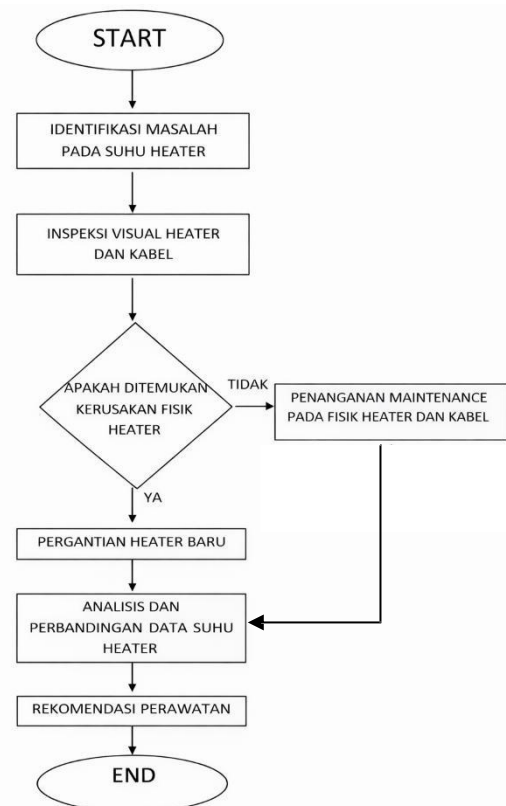 START
IDENTIFIKASI MASALAH
PADA SUHU HEATER
INSPEKSI VISUAL HEATER
DAN KABEL
APAKAH DITEMUKAN
KERUSAKAN FISIK
HEATER
TIDAK
PENANGANAN MAINTENANCE
PADA FISIK HEATER DAN KABEL
YA
PERGANTIAN HEATER BARU
ANALISIS DAN
PERBANDINGAN DATA SUHU
HEATER
REKOMENDASI PERAWATAN
END